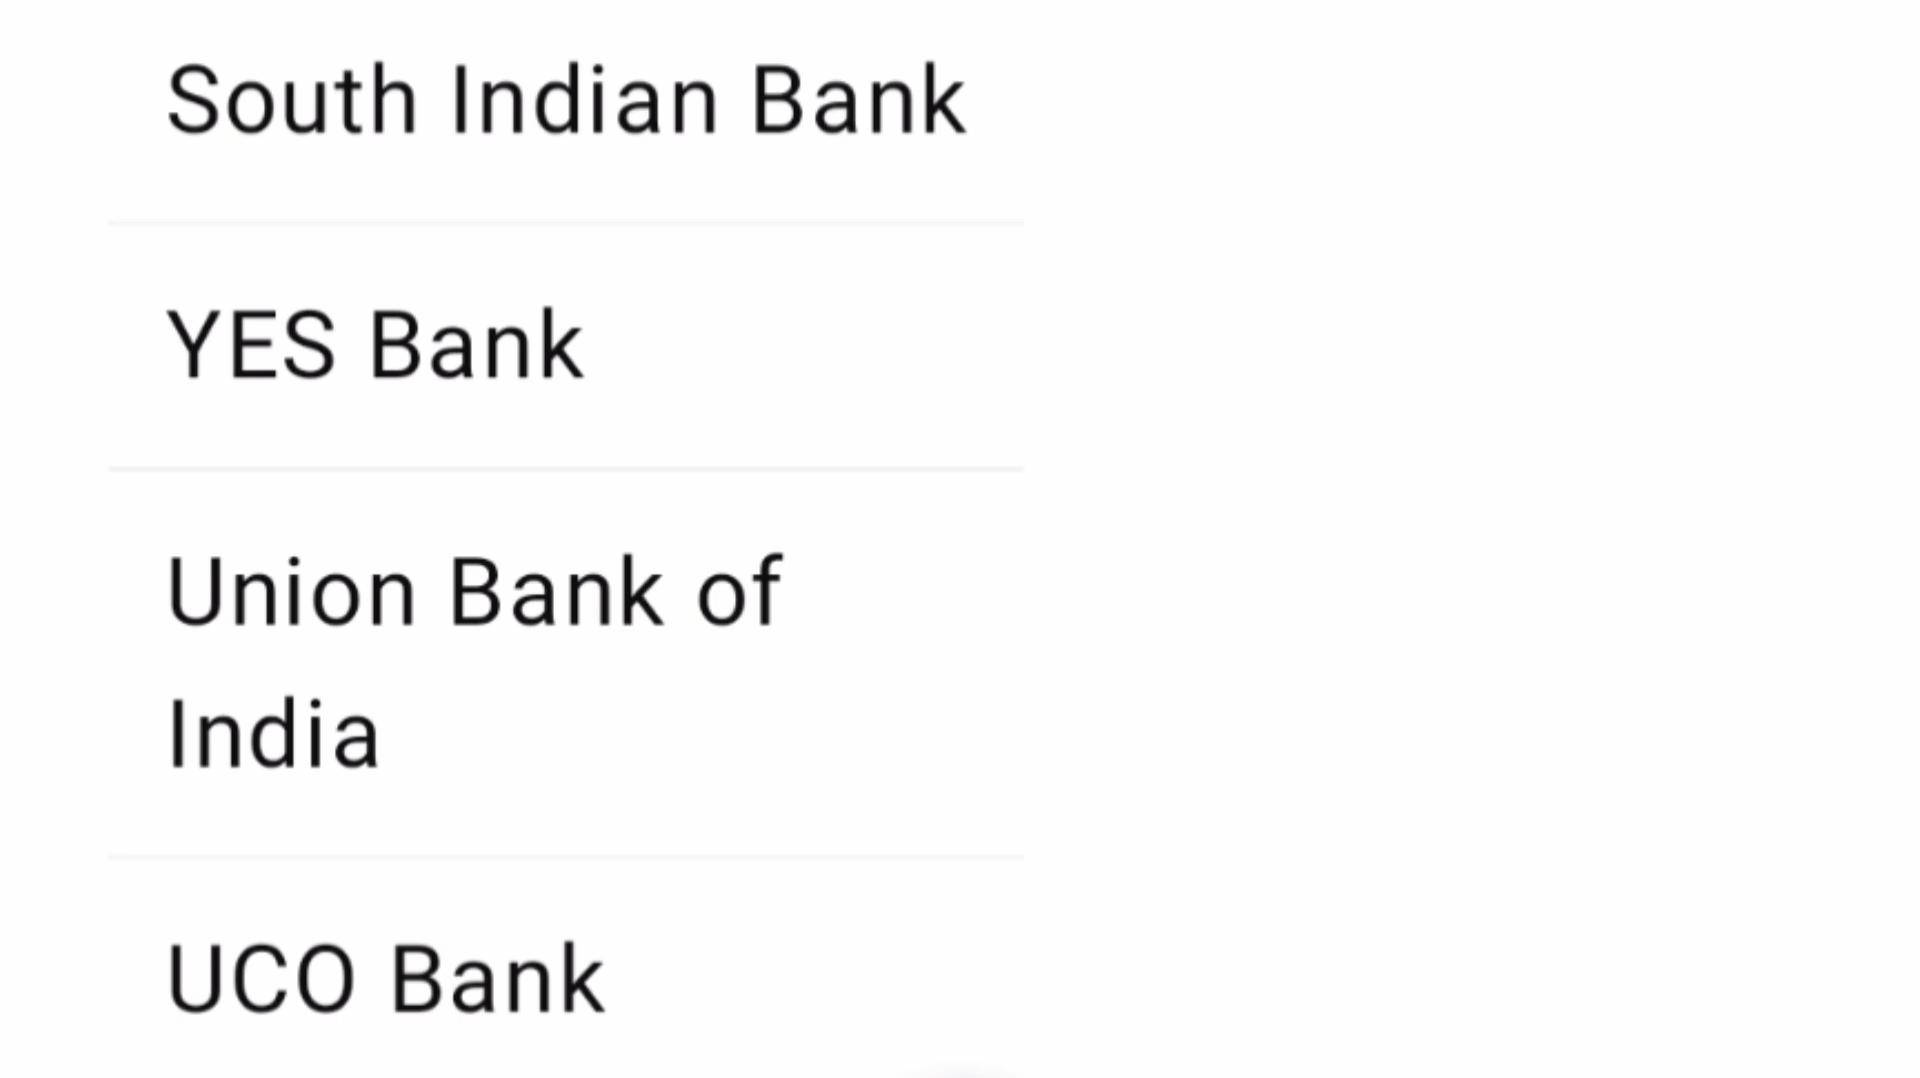 South Indian Bank
YES Bank
Union Bank of
India
UCO Bank